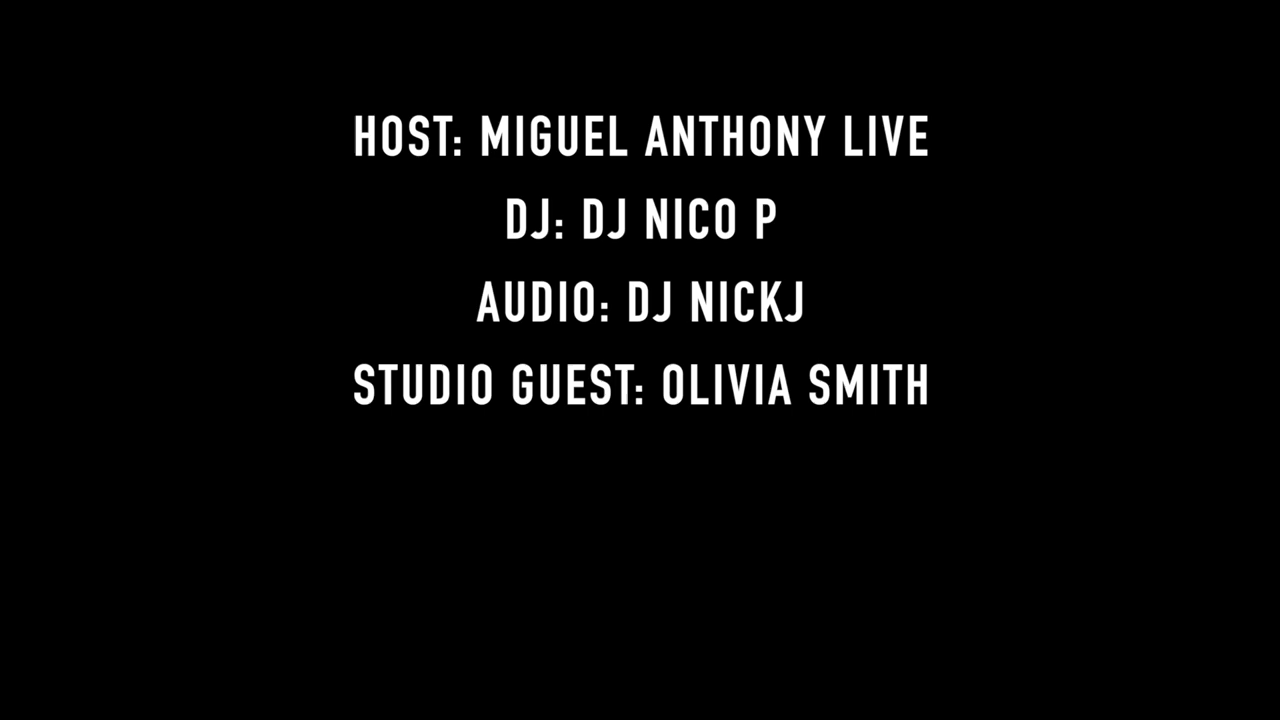 HOST: MIGUEL ANTHONY LIVE
DJ: DJ NICO P
AUDIO: DJ NICKJ
STUDIO GUEST: OLIVIA SMITH